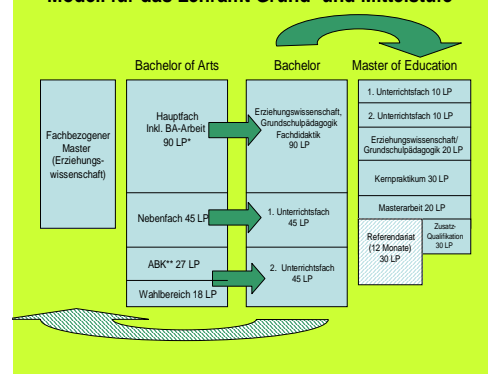 Modell für das Lehramt Grund- und Mittelstufe
Bachelor of Arts
Bachelor
Master of Education
Fachbezogener
Master
(Erziehungs-
wissenschaft)
Hauptfach
Inkl. BA-Arbeit
90 LP*
Nebenfach 45 LP
ABK** 27 LP
Wahlbereich 18 LP
Erziehungswissenschaft,
Grundschulpädagogik
Fachdidaktik
90 LP
1. Unterrichtsfach
45 LP
2. Unterrichtsfach
45 LP
1. Unterrichtsfach 10 LP
2. Unterrichtsfach 10 LP
Erziehungswissenschaft/
Grundschulpädagogik 20 LP
Kernpraktikum 30 LP
Masterarbeit 20 LP
Referendariat
(12 Monate)
30 LP
Zusatz-
Qualifikation
30 LP